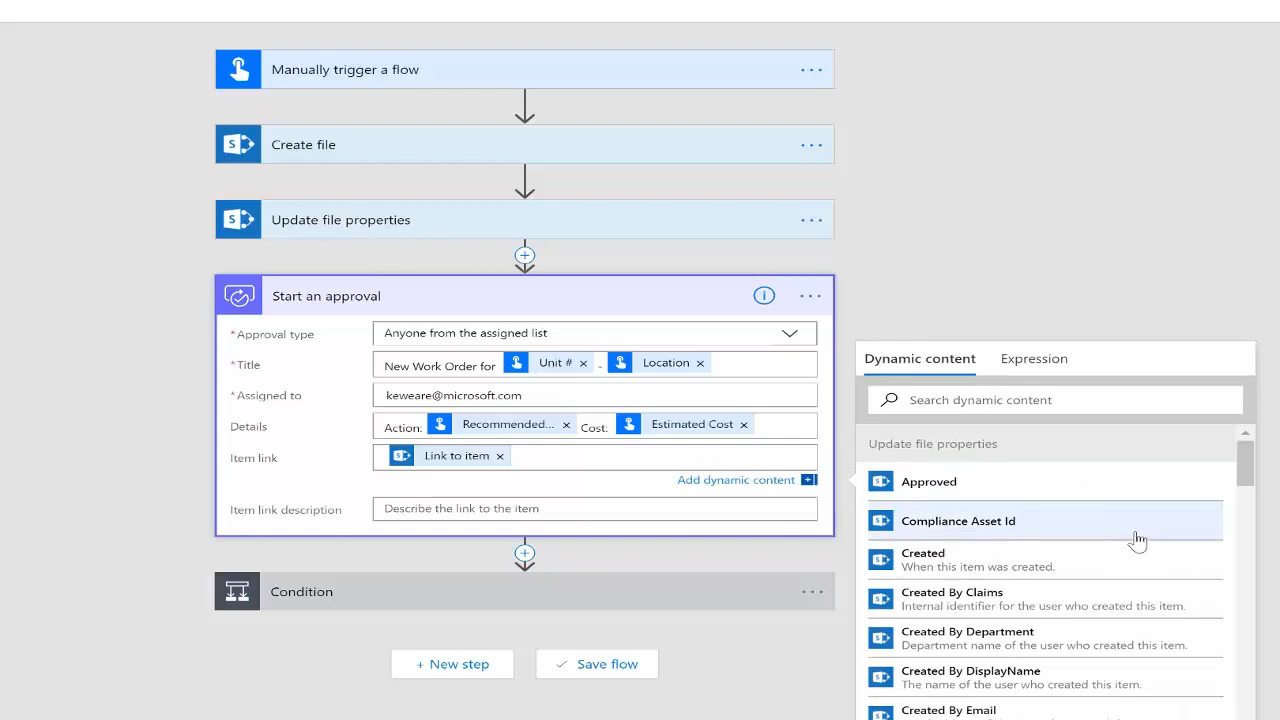 Manually trigger a flow
Create file
Update file properties
Start an approval
* Approval type Anyone from the assigned list
* Title New Work Order for Unit # × - Location ×
* Assigned to keweare@microsoft.com
Details Action: Recommended... × Cost: Estimated Cost ×
Item link Link to item ×
Add dynamic content
Item link description Describe the link to the item
Condition
+ New step Save flow
Dynamic content Expression
Search dynamic content
Update file properties
Approved
Compliance Asset Id
Created
When this item was created.
Created By Claims
Internal identifier for the user who created this item.
Created By Department
Department name of the user who created this item.
Created By DisplayName
The name of the user who created this item.
Created By Email